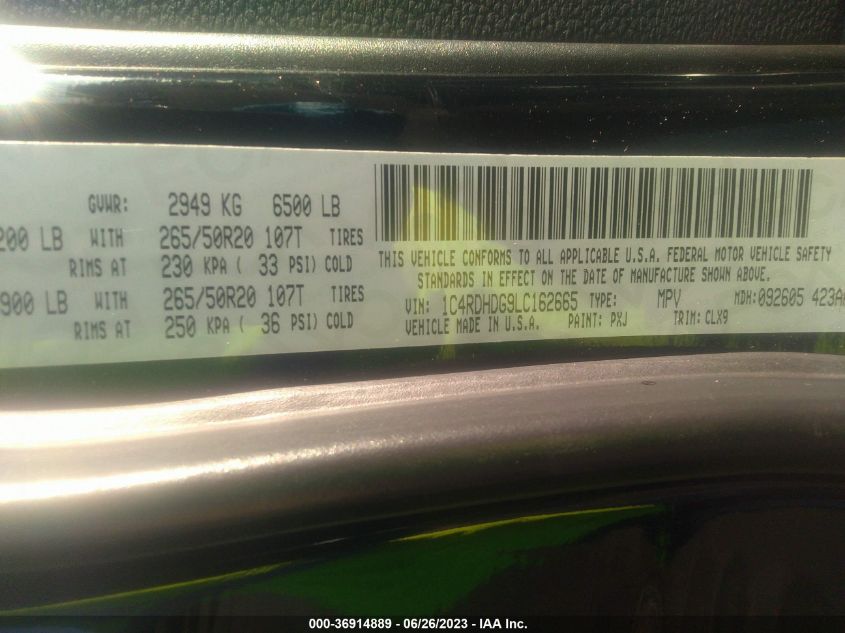 GVWR: 2949 KG 6500 LB
200 LB WITH 265/50R20 107T TIRES
RIMS AT 230 KPA ( 33 PSI) COLD
900 LB WITH 265/50R20 107T TIRES
RIMS AT 250 KPA ( 36 PSI) COLD
THIS VEHICLE CONFORMS TO ALL APPLICABLE U.S.A. FEDERAL MOTOR VEHICLE SAFETY
STANDARDS IN EFFECT ON THE DATE OF MANUFACTURE SHOWN ABOVE.
VIN: 1C4RDHDG9LC162665 TYPE: MPV MDH:092605 423A
VEHICLE MADE IN U.S.A. PAINT: PXJ TRIM: CLX9
000-36914889 - 06/26/2023 - IAA Inc.